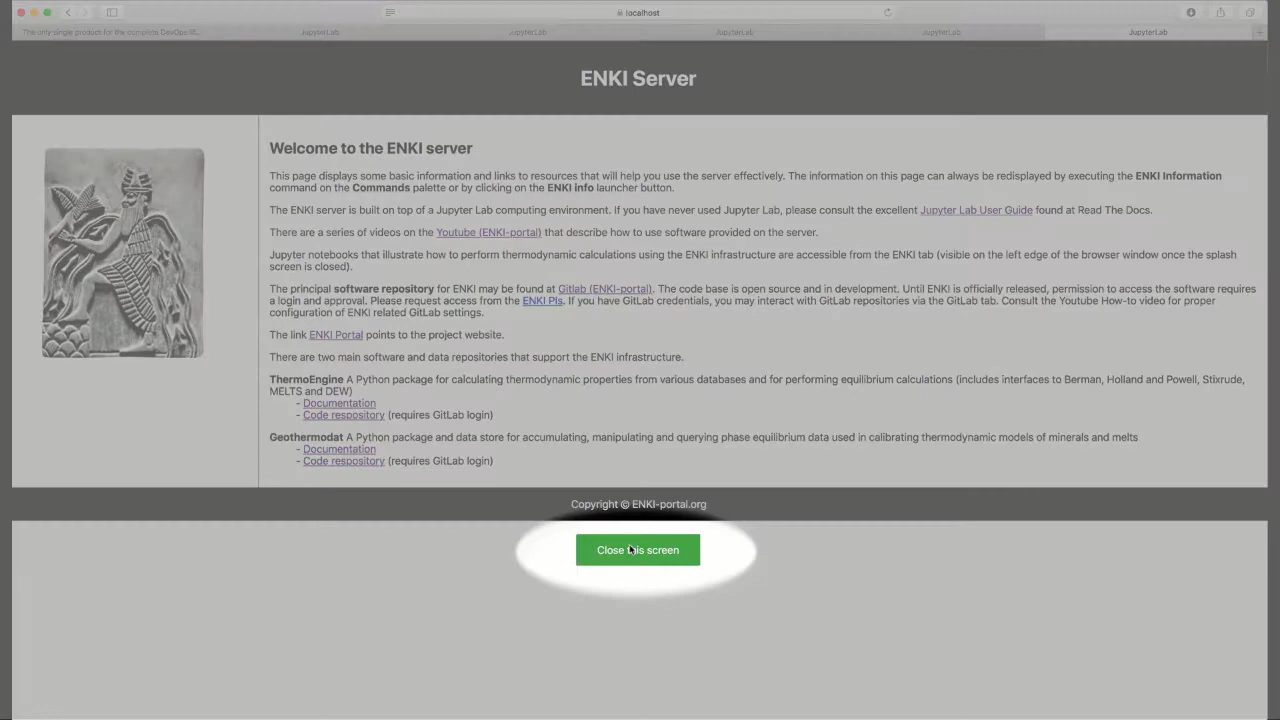 localhost
The only single product for the complete DevOps lif...
JupyterLab
JupyterLab
JupyterLab
JupyterLab
JupyterLab
ENKI Server
Welcome to the ENKI server
This page displays some basic information and links to resources that will help you use the server effectively. The information on this page can always be redisplayed by executing the ENKI Information
command on the Commands palette or by clicking on the ENKI info launcher button.
The ENKI server is built on top of a Jupyter Lab computing environment. If you have never used Jupyter Lab, please consult the excellent Jupyter Lab User Guide found at Read The Docs.
There are a series of videos on the Youtube (ENKI-portal) that describe how to use software provided on the server.
Jupyter notebooks that illustrate how to perform thermodynamic calculations using the ENKI infrastructure are accessible from the ENKI tab (visible on the left edge of the browser window once the splash
screen is closed).
The principal software repository for ENKI may be found at Gitlab (ENKI-portal). The code base is open source and in development. Until ENKI is officially released, permission to access the software requires
a login and approval. Please request access from the ENKI PIs. If you have GitLab credentials, you may interact with GitLab repositories via the GitLab tab. Consult the Youtube How-to video for proper
configuration of ENKI related GitLab settings.
The link ENKI Portal points to the project website.
There are two main software and data repositories that support the ENKI infrastructure.
ThermoEngine A Python package for calculating thermodynamic properties from various databases and for performing equilibrium calculations (includes interfaces to Berman, Holland and Powell, Stixrude,
MELTS and DEW)
- Documentation
- Code respository (requires GitLab login)
Geothermodat A Python package and data store for accumulating, manipulating and querying phase equilibrium data used in calibrating thermodynamic models of minerals and melts
- Documentation
- Code respository (requires GitLab login)
Copyright © ENKI-portal.org
Close this screen